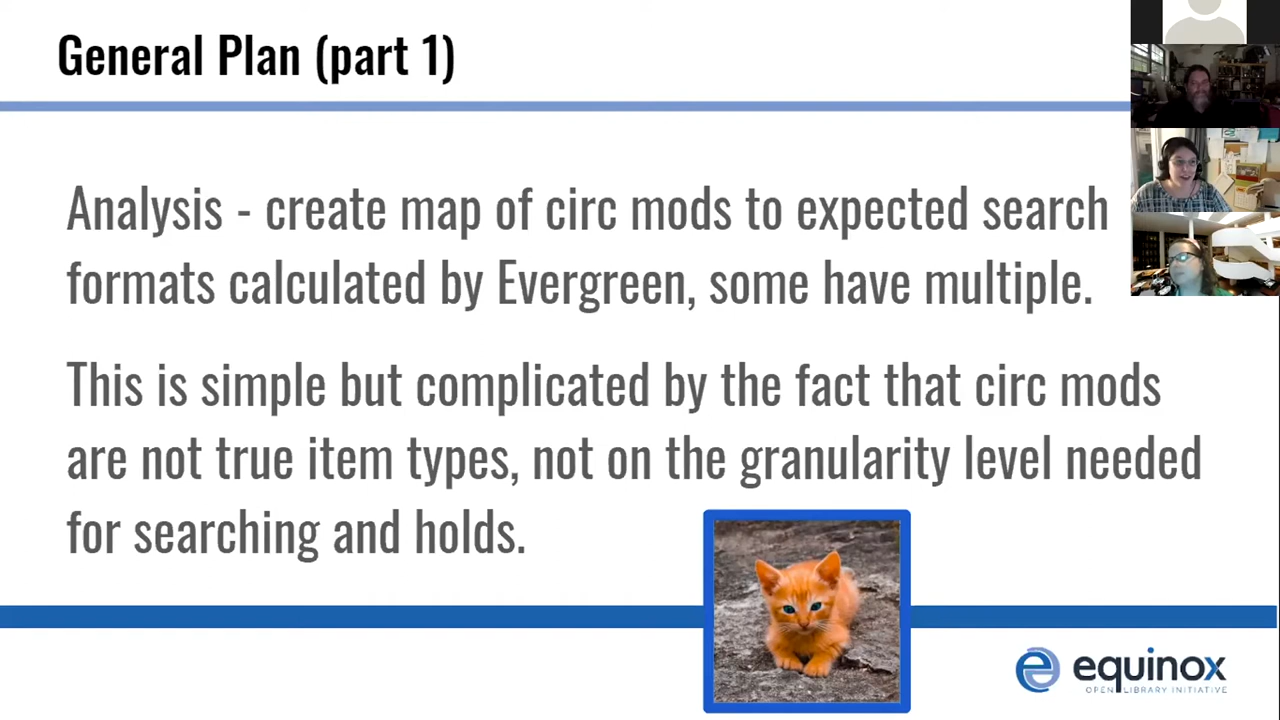 General Plan (part 1)
Analysis - create map of circ mods to expected search
formats calculated by Evergreen, some have multiple.
This is simple but complicated by the fact that circ mods
are not true item types, not on the granularity level needed
for searching and holds.
equinox
OPEN LIBRARY INITIATIVE